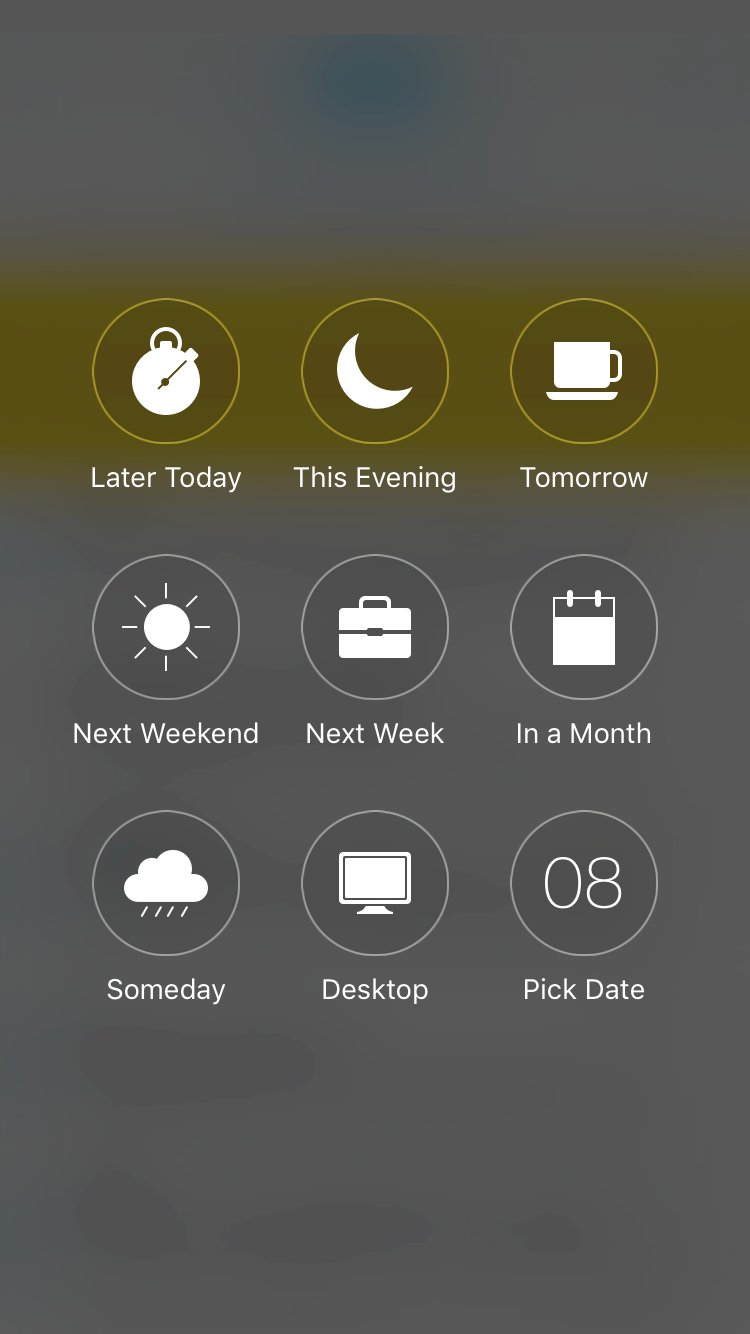 Later Today
This Evening
Tomorrow
Next Weekend
Next Week
In a Month
08
Someday
Desktop
Pick Date